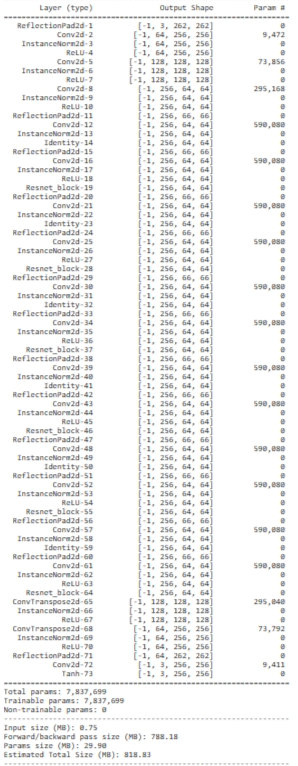 Layer (type) Output Shape Param #
================================================================
ReflectionPad2d-1 [-1, 3, 262, 262] 0
Conv2d-2 [-1, 64, 256, 256] 9,472
InstanceNorm2d-3 [-1, 64, 256, 256] 0
ReLU-4 [-1, 64, 256, 256] 0
Conv2d-5 [-1, 128, 128, 128] 73,856
InstanceNorm2d-6 [-1, 128, 128, 128] 0
ReLU-7 [-1, 128, 128, 128] 0
Conv2d-8 [-1, 256, 64, 64] 295,168
InstanceNorm2d-9 [-1, 256, 64, 64] 0
ReLU-10 [-1, 256, 64, 64] 0
ReflectionPad2d-11 [-1, 256, 66, 66] 0
Conv2d-12 [-1, 256, 64, 64] 590,080
InstanceNorm2d-13 [-1, 256, 64, 64] 0
Identity-14 [-1, 256, 64, 64] 0
ReflectionPad2d-15 [-1, 256, 66, 66] 0
Conv2d-16 [-1, 256, 64, 64] 590,080
InstanceNorm2d-17 [-1, 256, 64, 64] 0
ReLU-18 [-1, 256, 64, 64] 0
Resnet_block-19 [-1, 256, 64, 64] 0
ReflectionPad2d-20 [-1, 256, 66, 66] 0
Conv2d-21 [-1, 256, 64, 64] 590,080
InstanceNorm2d-22 [-1, 256, 64, 64] 0
Identity-23 [-1, 256, 64, 64] 0
ReflectionPad2d-24 [-1, 256, 66, 66] 0
Conv2d-25 [-1, 256, 64, 64] 590,080
InstanceNorm2d-26 [-1, 256, 64, 64] 0
ReLU-27 [-1, 256, 64, 64] 0
Resnet_block-28 [-1, 256, 64, 64] 0
ReflectionPad2d-29 [-1, 256, 66, 66] 0
Conv2d-30 [-1, 256, 64, 64] 590,080
InstanceNorm2d-31 [-1, 256, 64, 64] 0
Identity-32 [-1, 256, 64, 64] 0
ReflectionPad2d-33 [-1, 256, 66, 66] 0
Conv2d-34 [-1, 256, 64, 64] 590,080
InstanceNorm2d-35 [-1, 256, 64, 64] 0
ReLU-36 [-1, 256, 64, 64] 0
Resnet_block-37 [-1, 256, 64, 64] 0
ReflectionPad2d-38 [-1, 256, 66, 66] 0
Conv2d-39 [-1, 256, 64, 64] 590,080
InstanceNorm2d-40 [-1, 256, 64, 64] 0
Identity-41 [-1, 256, 64, 64] 0
ReflectionPad2d-42 [-1, 256, 66, 66] 0
Conv2d-43 [-1, 256, 64, 64] 590,080
InstanceNorm2d-44 [-1, 256, 64, 64] 0
ReLU-45 [-1, 256, 64, 64] 0
Resnet_block-46 [-1, 256, 64, 64] 0
ReflectionPad2d-47 [-1, 256, 66, 66] 0
Conv2d-48 [-1, 256, 64, 64] 590,080
InstanceNorm2d-49 [-1, 256, 64, 64] 0
Identity-50 [-1, 256, 64, 64] 0
ReflectionPad2d-51 [-1, 256, 66, 66] 0
Conv2d-52 [-1, 256, 64, 64] 590,080
InstanceNorm2d-53 [-1, 256, 64, 64] 0
ReLU-54 [-1, 256, 64, 64] 0
Resnet_block-55 [-1, 256, 64, 64] 0
ReflectionPad2d-56 [-1, 256, 66, 66] 0
Conv2d-57 [-1, 256, 64, 64] 590,080
InstanceNorm2d-58 [-1, 256, 64, 64] 0
Identity-59 [-1, 256, 64, 64] 0
ReflectionPad2d-60 [-1, 256, 66, 66] 0
Conv2d-61 [-1, 256, 64, 64] 590,080
InstanceNorm2d-62 [-1, 256, 64, 64] 0
ReLU-63 [-1, 256, 64, 64] 0
Resnet_block-64 [-1, 256, 64, 64] 0
ConvTranspose2d-65 [-1, 128, 128, 128] 295,040
InstanceNorm2d-66 [-1, 128, 128, 128] 0
ReLU-67 [-1, 128, 128, 128] 0
ConvTranspose2d-68 [-1, 64, 256, 256] 73,792
InstanceNorm2d-69 [-1, 64, 256, 256] 0
ReLU-70 [-1, 64, 256, 256] 0
ReflectionPad2d-71 [-1, 64, 262, 262] 0
Conv2d-72 [-1, 3, 256, 256] 9,411
Tanh-73 [-1, 3, 256, 256] 0
================================================================
Total params: 7,837,699
Trainable params: 7,837,699
Non-trainable params: 0
----------------------------------------------------------------
Input size (MB): 0.75
Forward/backward pass size (MB): 788.18
Params size (MB): 29.90
Estimated Total Size (MB): 818.83
----------------------------------------------------------------